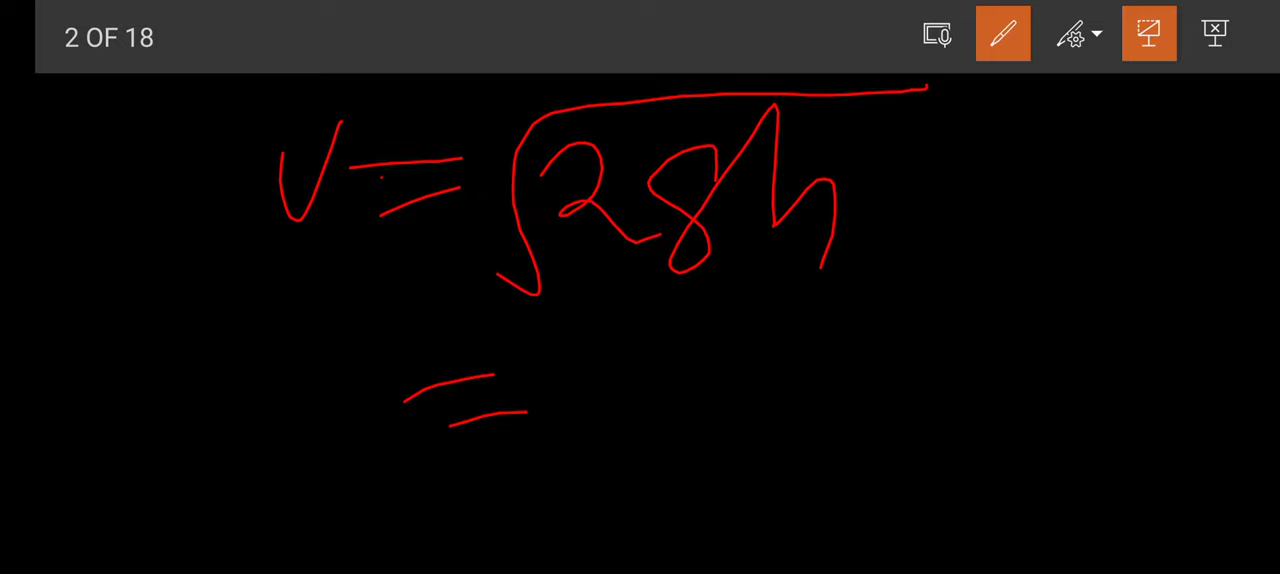 2 OF 18
v = √2gh
=